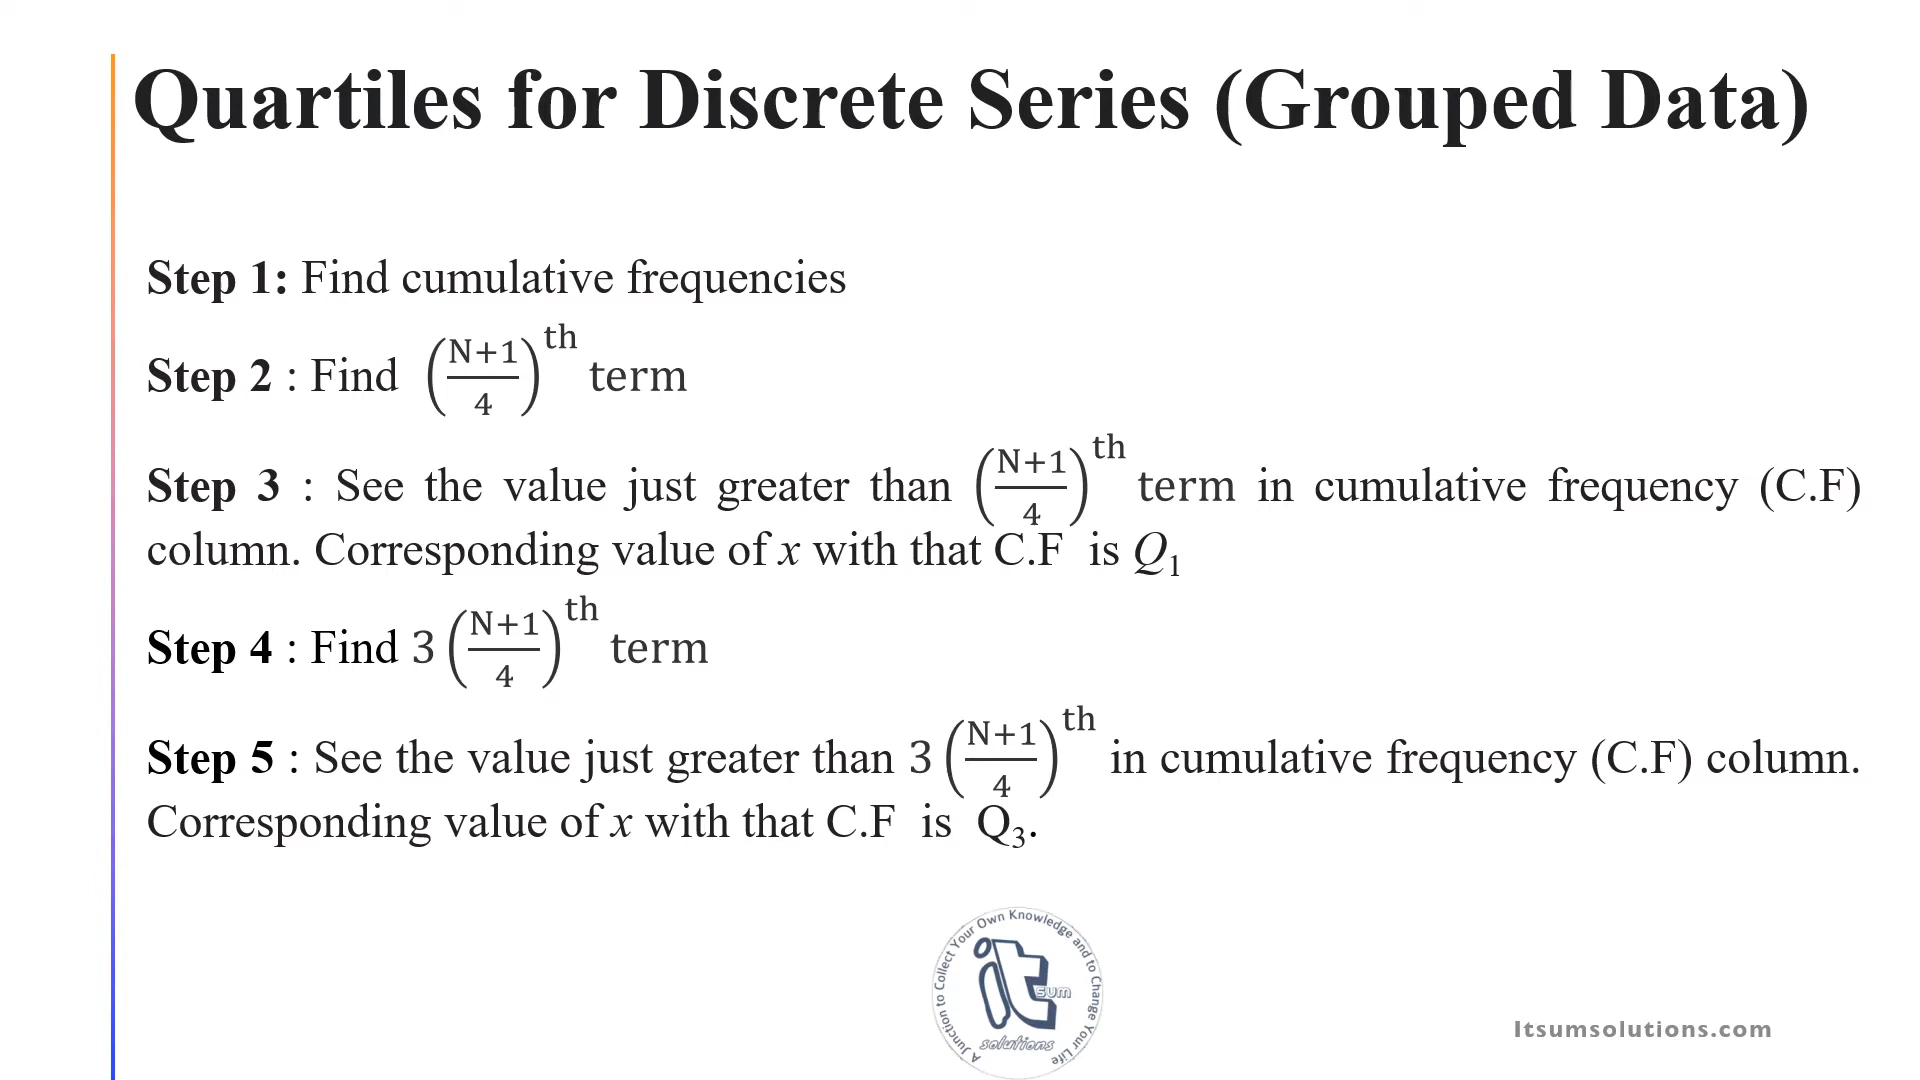 Quartiles for Discrete Series (Grouped Data)
Step 1: Find cumulative frequencies
Step 2 : Find ((N+1)/4)^th term
Step 3 : See the value just greater than ((N+1)/4)^th term in cumulative frequency (C.F)
column. Corresponding value of x with that C.F is Q₁
Step 4 : Find 3 ((N+1)/4)^th term
Step 5 : See the value just greater than 3 ((N+1)/4)^th in cumulative frequency (C.F) column.
Corresponding value of x with that C.F is Q₃.
A Junction to Collect Your Own Knowledge and to Change Your Life
it
sum
solutions
Itsumsolutions.com